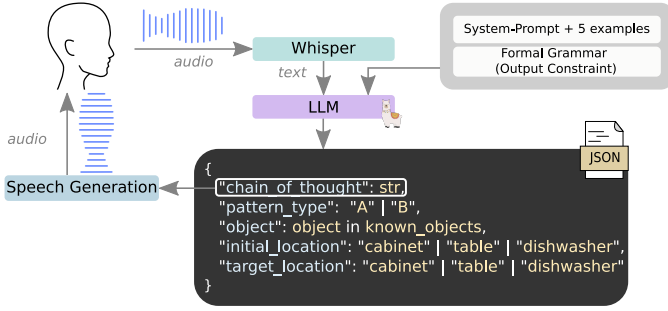 audio
Whisper
System-Prompt + 5 examples
Formal Grammar
(Output Constraint)
text
LLM
audio
Speech Generation
JSON
{
"chain_of_thought": str,
"pattern_type": "A" | "B",
"object": object in known_objects,
"initial_location": "cabinet" | "table" | "dishwasher",
"target_location": "cabinet" | "table" | "dishwasher"
}